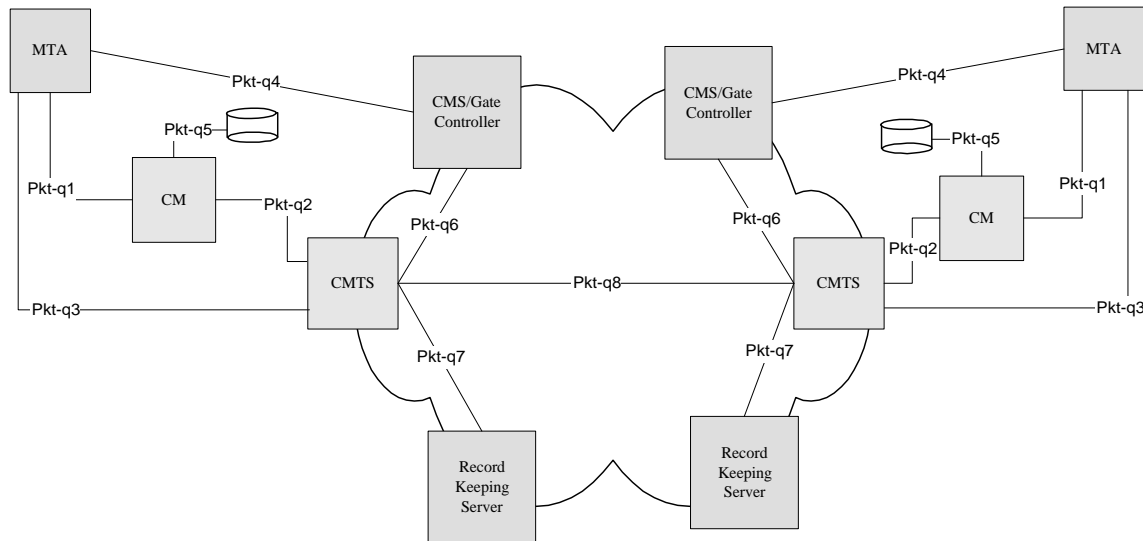 MTA
MTA
Pkt-q4
Pkt-q4
CMS/Gate
Controller
CMS/Gate
Controller
Pkt-q5
Pkt-q5
Pkt-q1
Pkt-q1
CM
CM
Pkt-q2
Pkt-q6
Pkt-q6
Pkt-q2
CMTS
Pkt-q8
CMTS
Pkt-q3
Pkt-q3
Pkt-q7
Pkt-q7
Record
Keeping
Server
Record
Keeping
Server